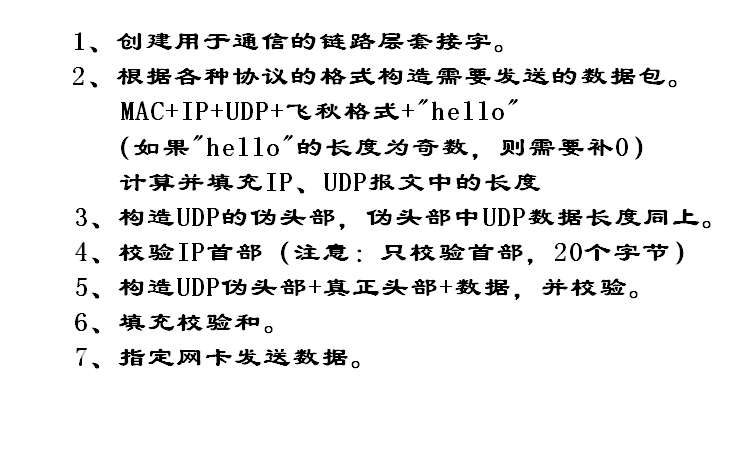 1、创建用于通信的链路层套接字。
2、根据各种协议的格式构造需要发送的数据包。
MAC+IP+UDP+飞秋格式+"hello"
(如果"hello"的长度为奇数，则需要补0)
计算并填充IP、UDP报文中的长度
3、构造UDP的伪头部，伪头部中UDP数据长度同上。
4、校验IP首部（注意：只校验首部，20个字节）
5、构造UDP伪头部+真正头部+数据，并校验。
6、填充校验和。
7、指定网卡发送数据。